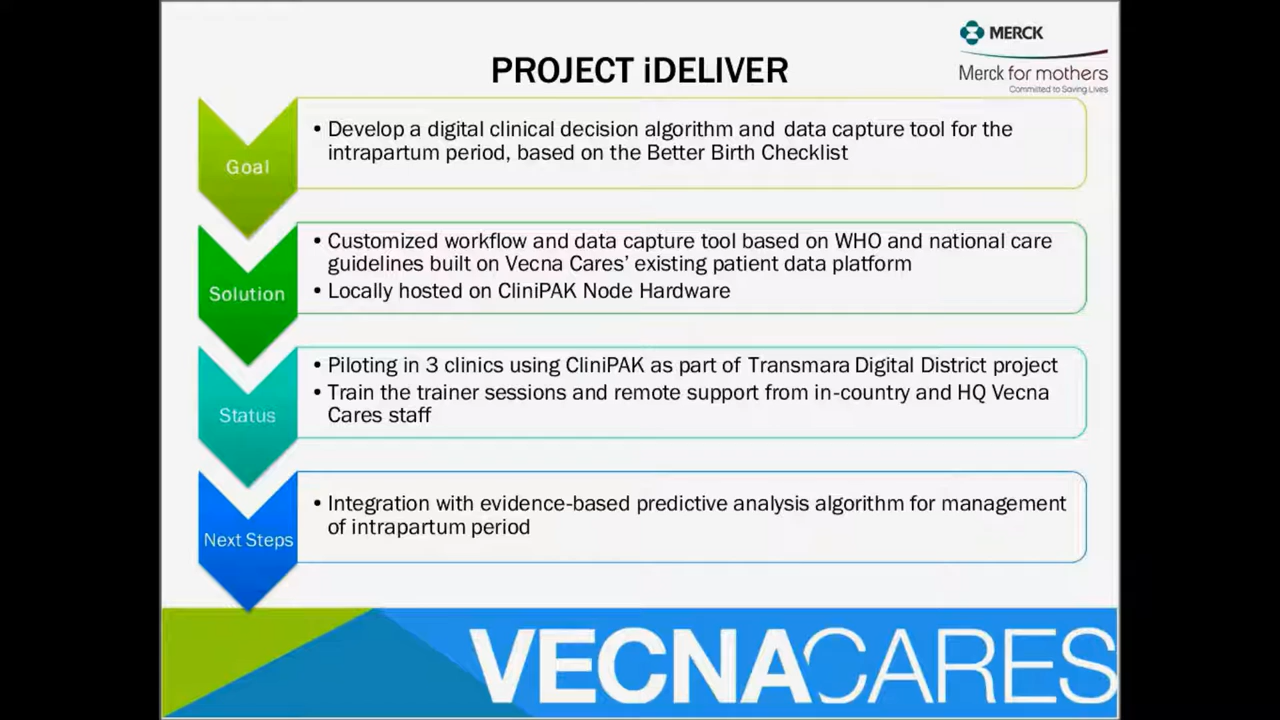 MERCK
Merck for mothers
Committed to Saving Lives
PROJECT iDELIVER
Goal
• Develop a digital clinical decision algorithm and data capture tool for the
intrapartum period, based on the Better Birth Checklist
Solution
• Customized workflow and data capture tool based on WHO and national care
guidelines built on Vecna Cares’ existing patient data platform
• Locally hosted on CliniPAK Node Hardware
Status
• Piloting in 3 clinics using CliniPAK as part of Transmara Digital District project
• Train the trainer sessions and remote support from in-country and HQ Vecna
Cares staff
Next Steps
• Integration with evidence-based predictive analysis algorithm for management
of intrapartum period
VECNACARES